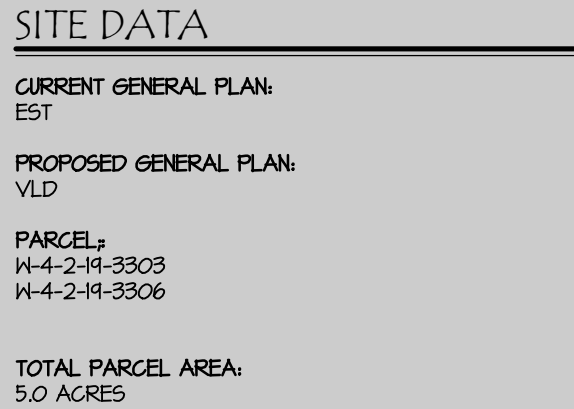 SITE DATA
CURRENT GENERAL PLAN:
EST
PROPOSED GENERAL PLAN:
VLD
PARCEL;:
W-4-2-19-3303
W-4-2-19-3306
TOTAL PARCEL AREA:
5.0 ACRES